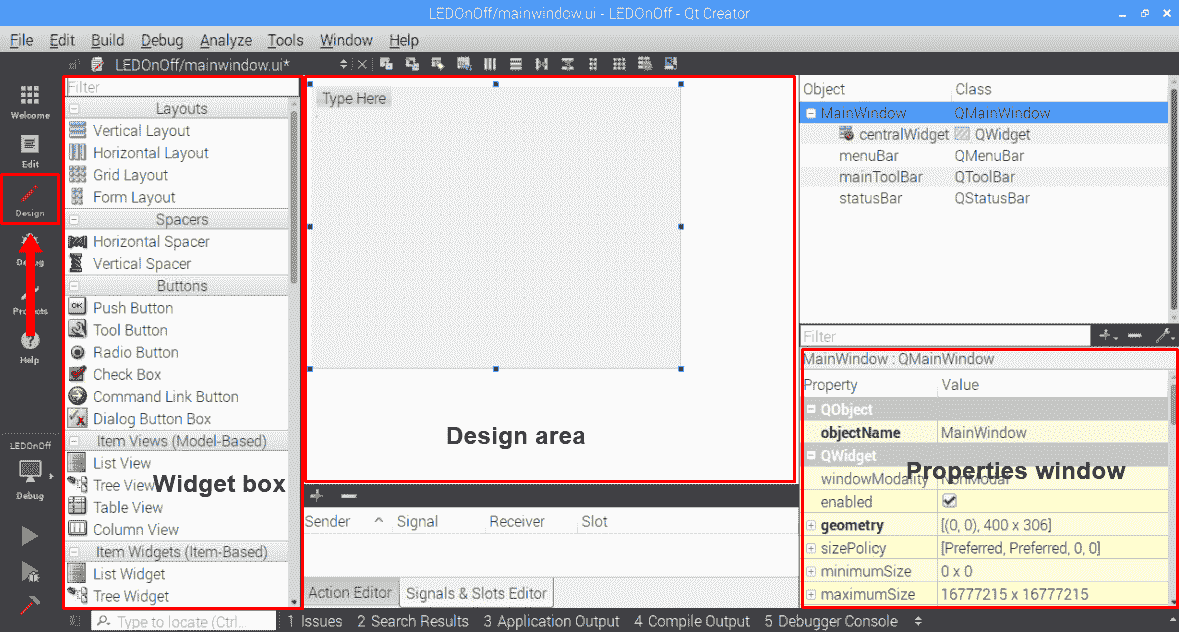 LEDOnOff/mainwindow.ui - LEDOnOff - Qt Creator
File Edit Build Debug Analyze Tools Window Help
LEDOnOff/mainwindow.ui*
Welcome
Edit
Design
Debug
Projects
Help
LEDOnOff
Debug
Filter
Layouts
Vertical Layout
Horizontal Layout
Grid Layout
Form Layout
Spacers
Horizontal Spacer
Vertical Spacer
Buttons
OK Push Button
Tool Button
Radio Button
Check Box
Command Link Button
Dialog Button Box
Item Views (Model-Based)
List View
Tree View
Widget box
Table View
Column View
Item Widgets (Item-Based)
List Widget
Tree Widget
Type Here
Design area
Sender Signal Receiver Slot
Action Editor Signals & Slots Editor
Object Class
MainWindow QMainWindow
centralWidget QWidget
menuBar QMenuBar
mainToolBar QToolBar
statusBar QStatusBar
Filter
MainWindow : QMainWindow
Property Value
QObject
objectName MainWindow
QWidget
Properties window
windowModality NonModal
enabled
geometry [(0, 0), 400 x 306]
sizePolicy [Preferred, Preferred, 0, 0]
minimumSize 0 x 0
maximumSize 16777215 x 16777215
Type to locate (Ctrl... 1 Issues 2 Search Results 3 Application Output 4 Compile Output 5 Debugger Console